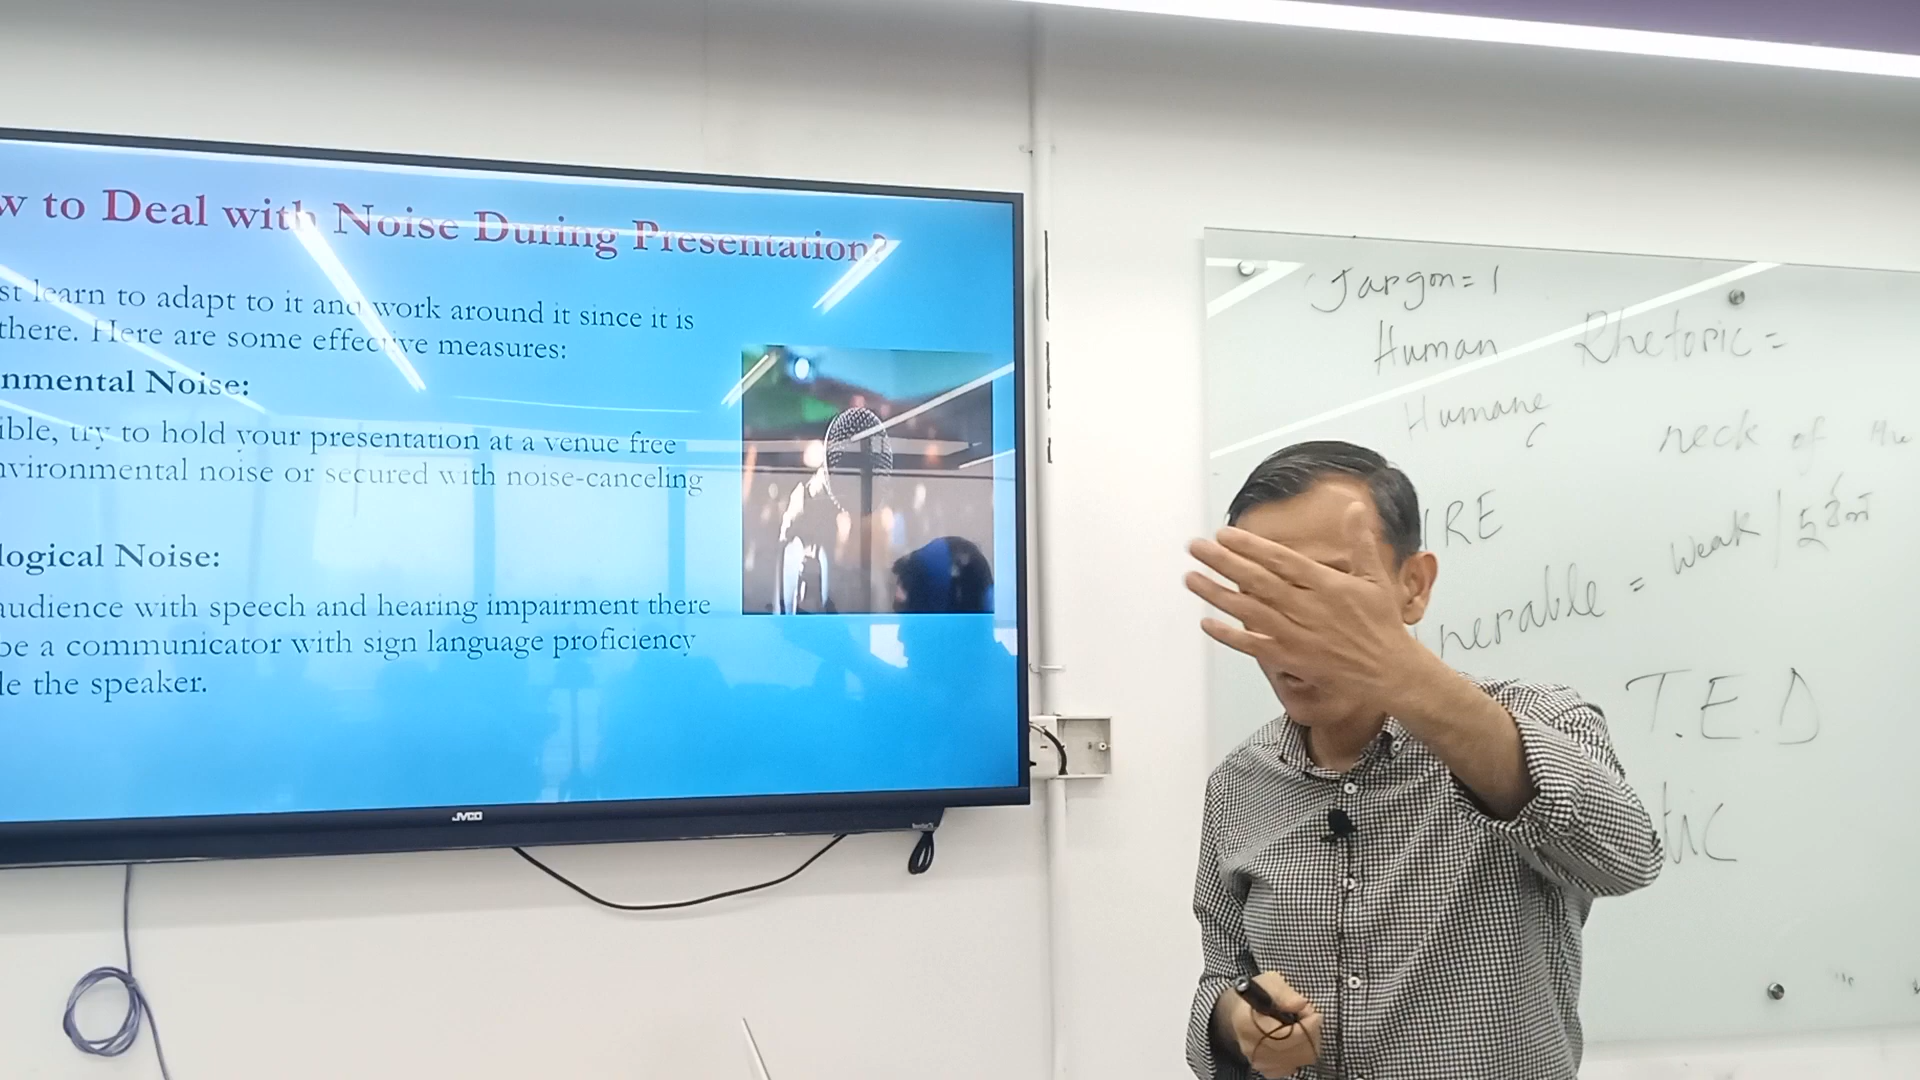 w to Deal with Noise During Presentation?
st learn to adapt to it and work around it since it is
there. Here are some effective measures:
nmental Noise:
ible, try to hold your presentation at a venue free
nvironmental noise or secured with noise-canceling
logical Noise:
audience with speech and hearing impairment there
be a communicator with sign language proficiency
le the speaker.
JVCO
Jargon = 1
Human
Rhetoric =
Humane
neck of the
IRE
nerable = weak /
T.E.D
tic